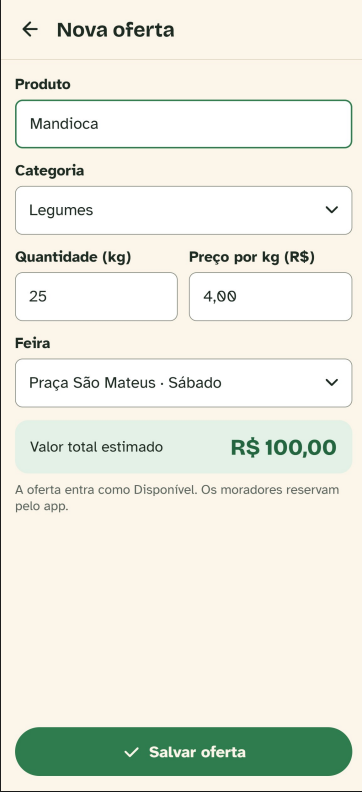 Nova oferta
Produto
Mandioca
Categoria
Legumes
Quantidade (kg)
Preço por kg (R$)
25
4,00
Feira
Praça São Mateus · Sábado
Valor total estimado
R$ 100,00
A oferta entra como Disponível. Os moradores reservam
pelo app.
Salvar oferta